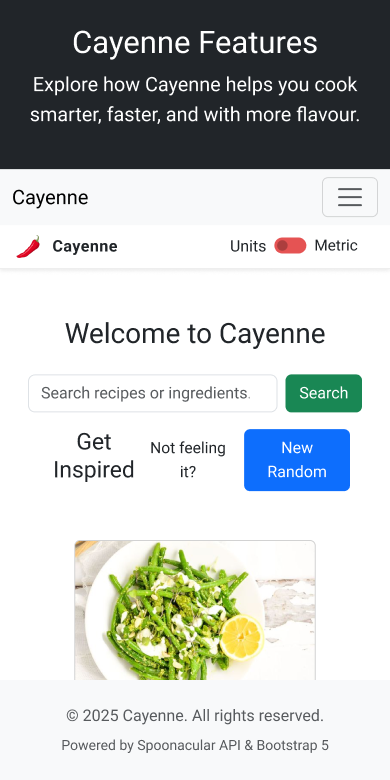 Cayenne Features
Explore how Cayenne helps you cook
smarter, faster, and with more flavour.
Cayenne
Cayenne
Units
Metric
Welcome to Cayenne
Search recipes or ingredients.
Search
Get
Inspired
Not feeling
it?
New
Random
© 2025 Cayenne. All rights reserved.
Powered by Spoonacular API & Bootstrap 5